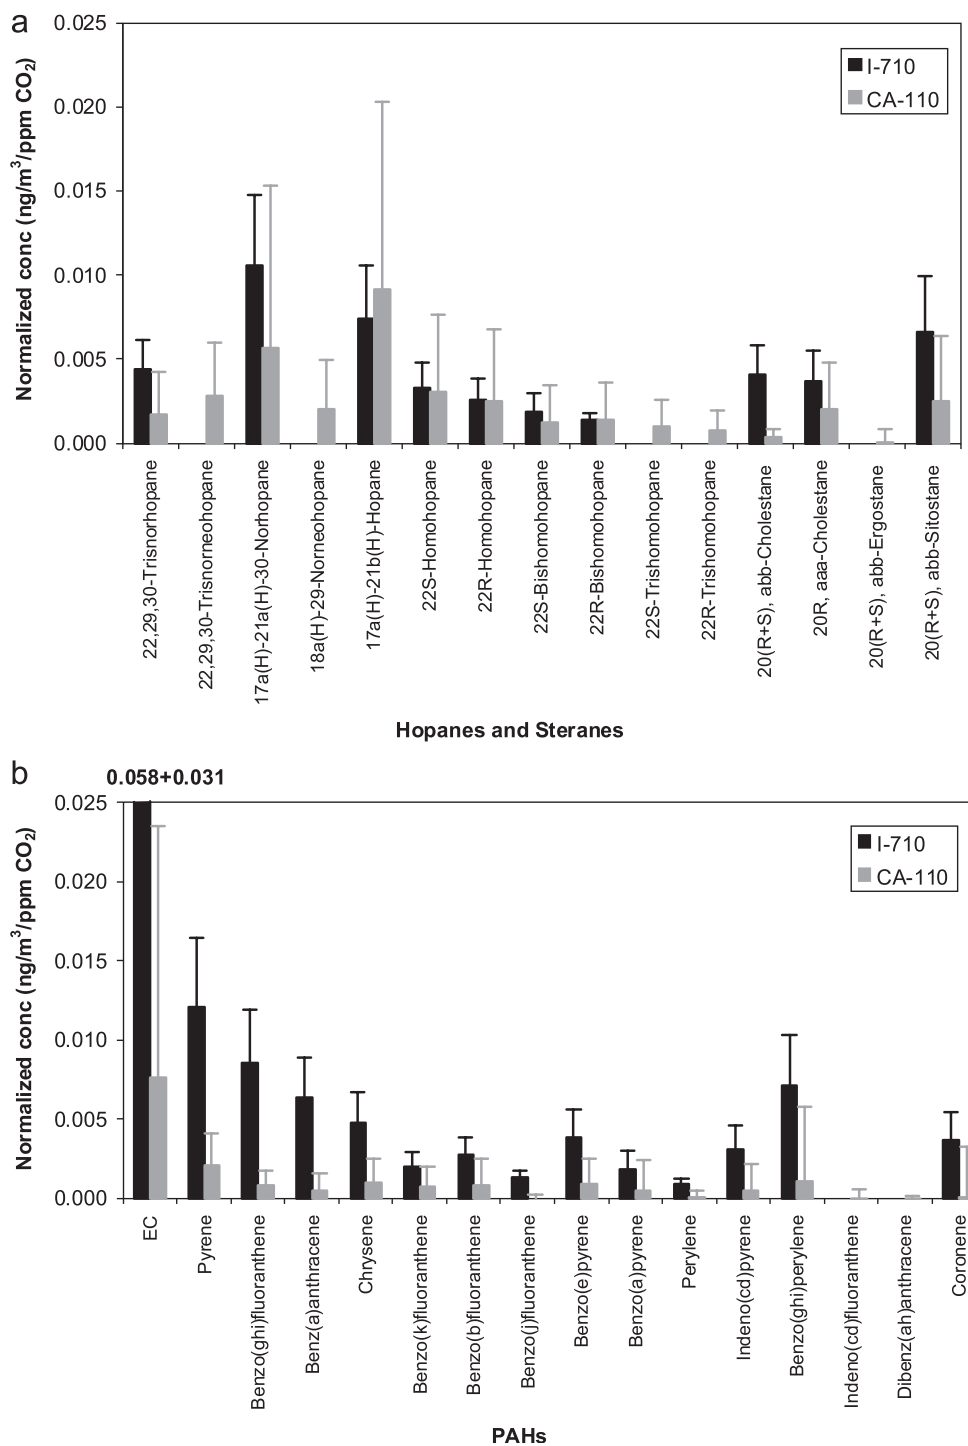 a
Normalized conc (ng/m³/ppm CO₂)
0.025
0.020
0.015
0.010
0.005
0.000
I-710
CA-110
22,29,30-Trisnorhopane
22,29,30-Trisnorneohopane
17a(H)-21a(H)-30-Norhopane
18a(H)-29-Norneohopane
17a(H)-21b(H)-Hopane
22S-Homohopane
22R-Homohopane
22S-Bishomohopane
22R-Bishomohopane
22S-Trishomohopane
22R-Trishomohopane
20(R+S), abb-Cholestane
20R, aaa-Cholestane
20(R+S), abb-Ergostane
20(R+S), abb-Sitostane
Hopanes and Steranes
b
0.058+0.031
Normalized conc (ng/m³/ppm CO₂)
0.025
0.020
0.015
0.010
0.005
0.000
I-710
CA-110
EC
Pyrene
Benzo(ghi)fluoranthene
Benz(a)anthracene
Chrysene
Benzo(k)fluoranthene
Benzo(b)fluoranthene
Benzo(j)fluoranthene
Benzo(e)pyrene
Benzo(a)pyrene
Perylene
Indeno(cd)pyrene
Benzo(ghi)perylene
Indeno(cd)fluoranthene
Dibenz(ah)anthracene
Coronene
PAHs